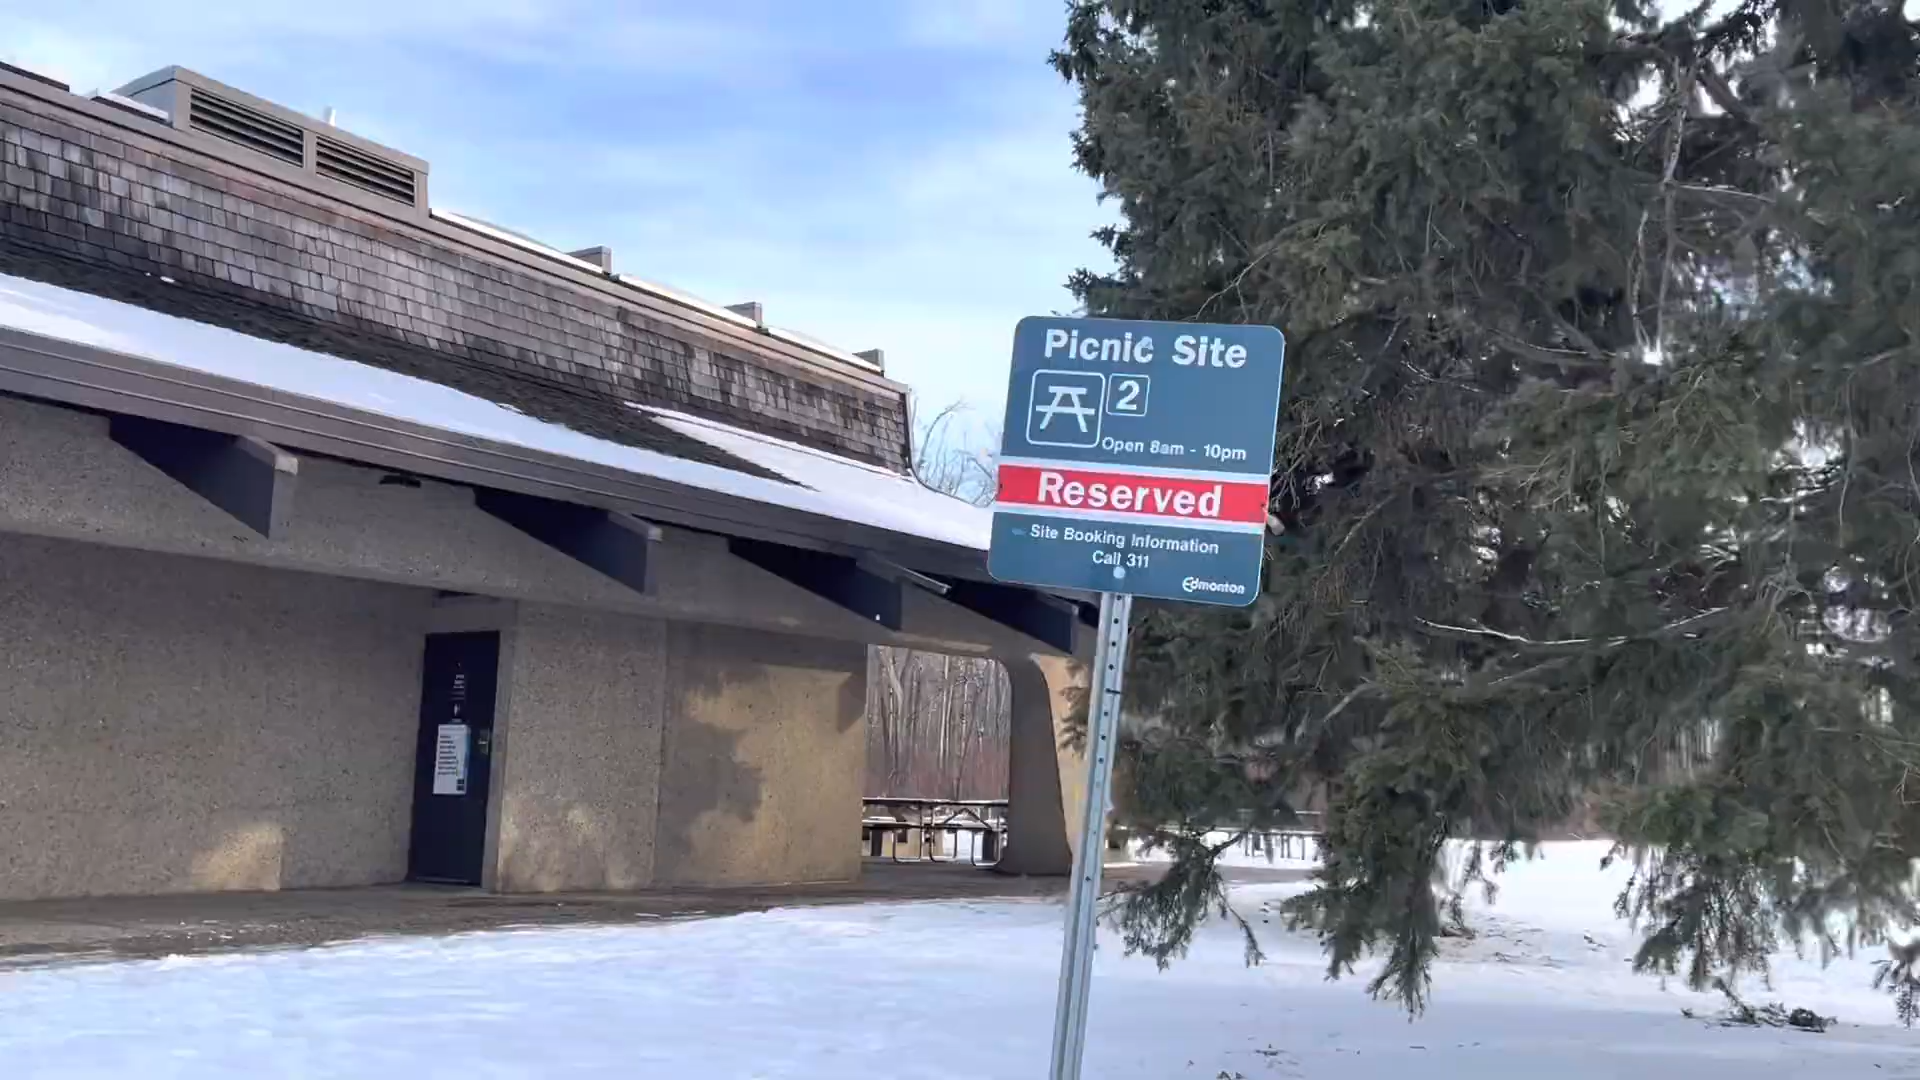 Picnic Site
2
Open 8am - 10pm
Reserved
Site Booking Information
Call 311
Edmonton